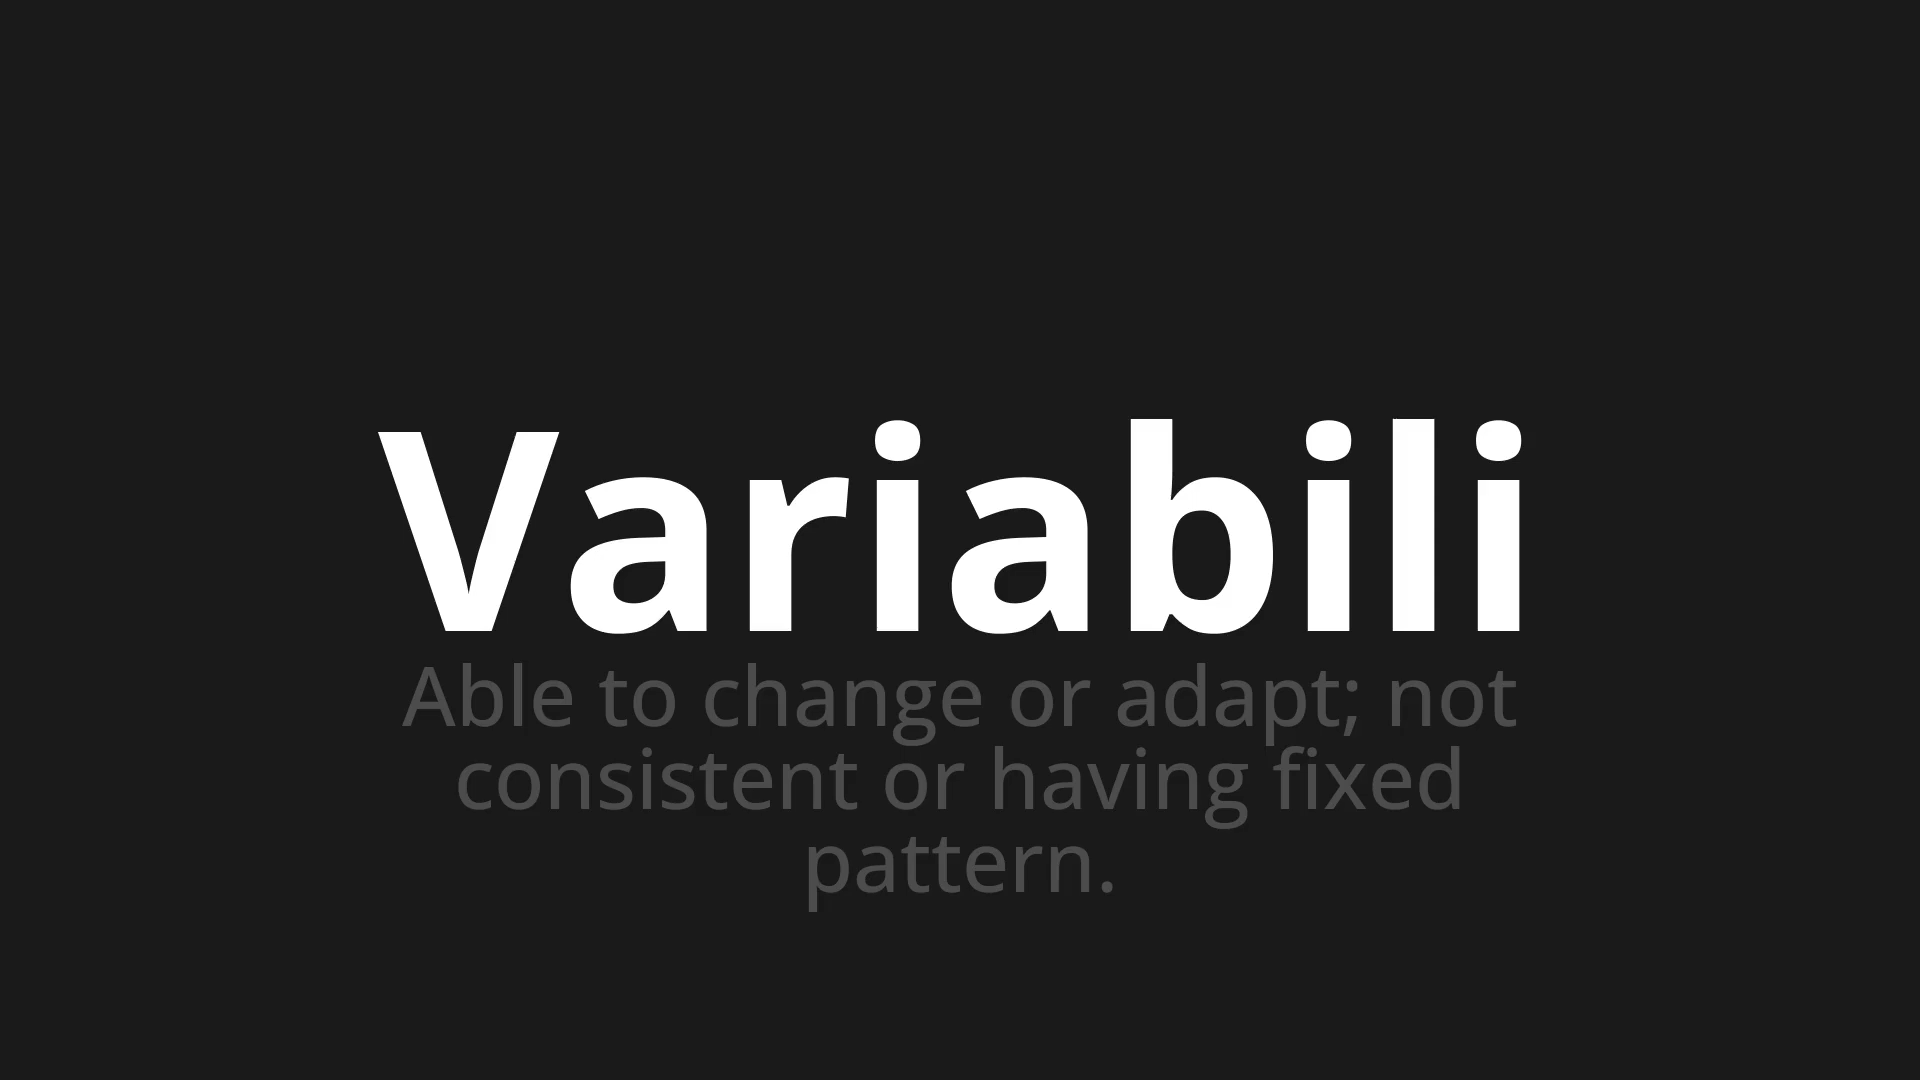 Variabili
Able to change or adapt; not
consistent or having fixed
pattern.